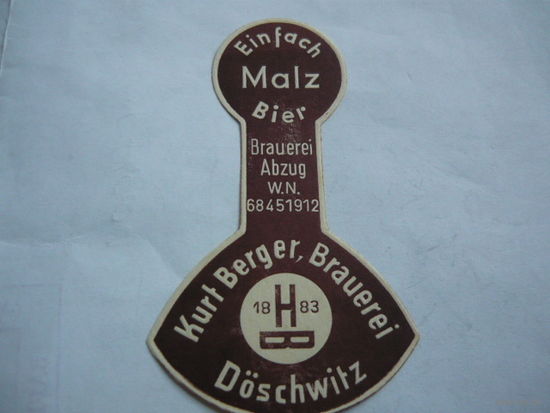 Einfach
Malz
Bier
Brauerei
Abzug
W.N.
68451912
Kurt Berger, Brauerei
18 H 83
B
Döschwitz